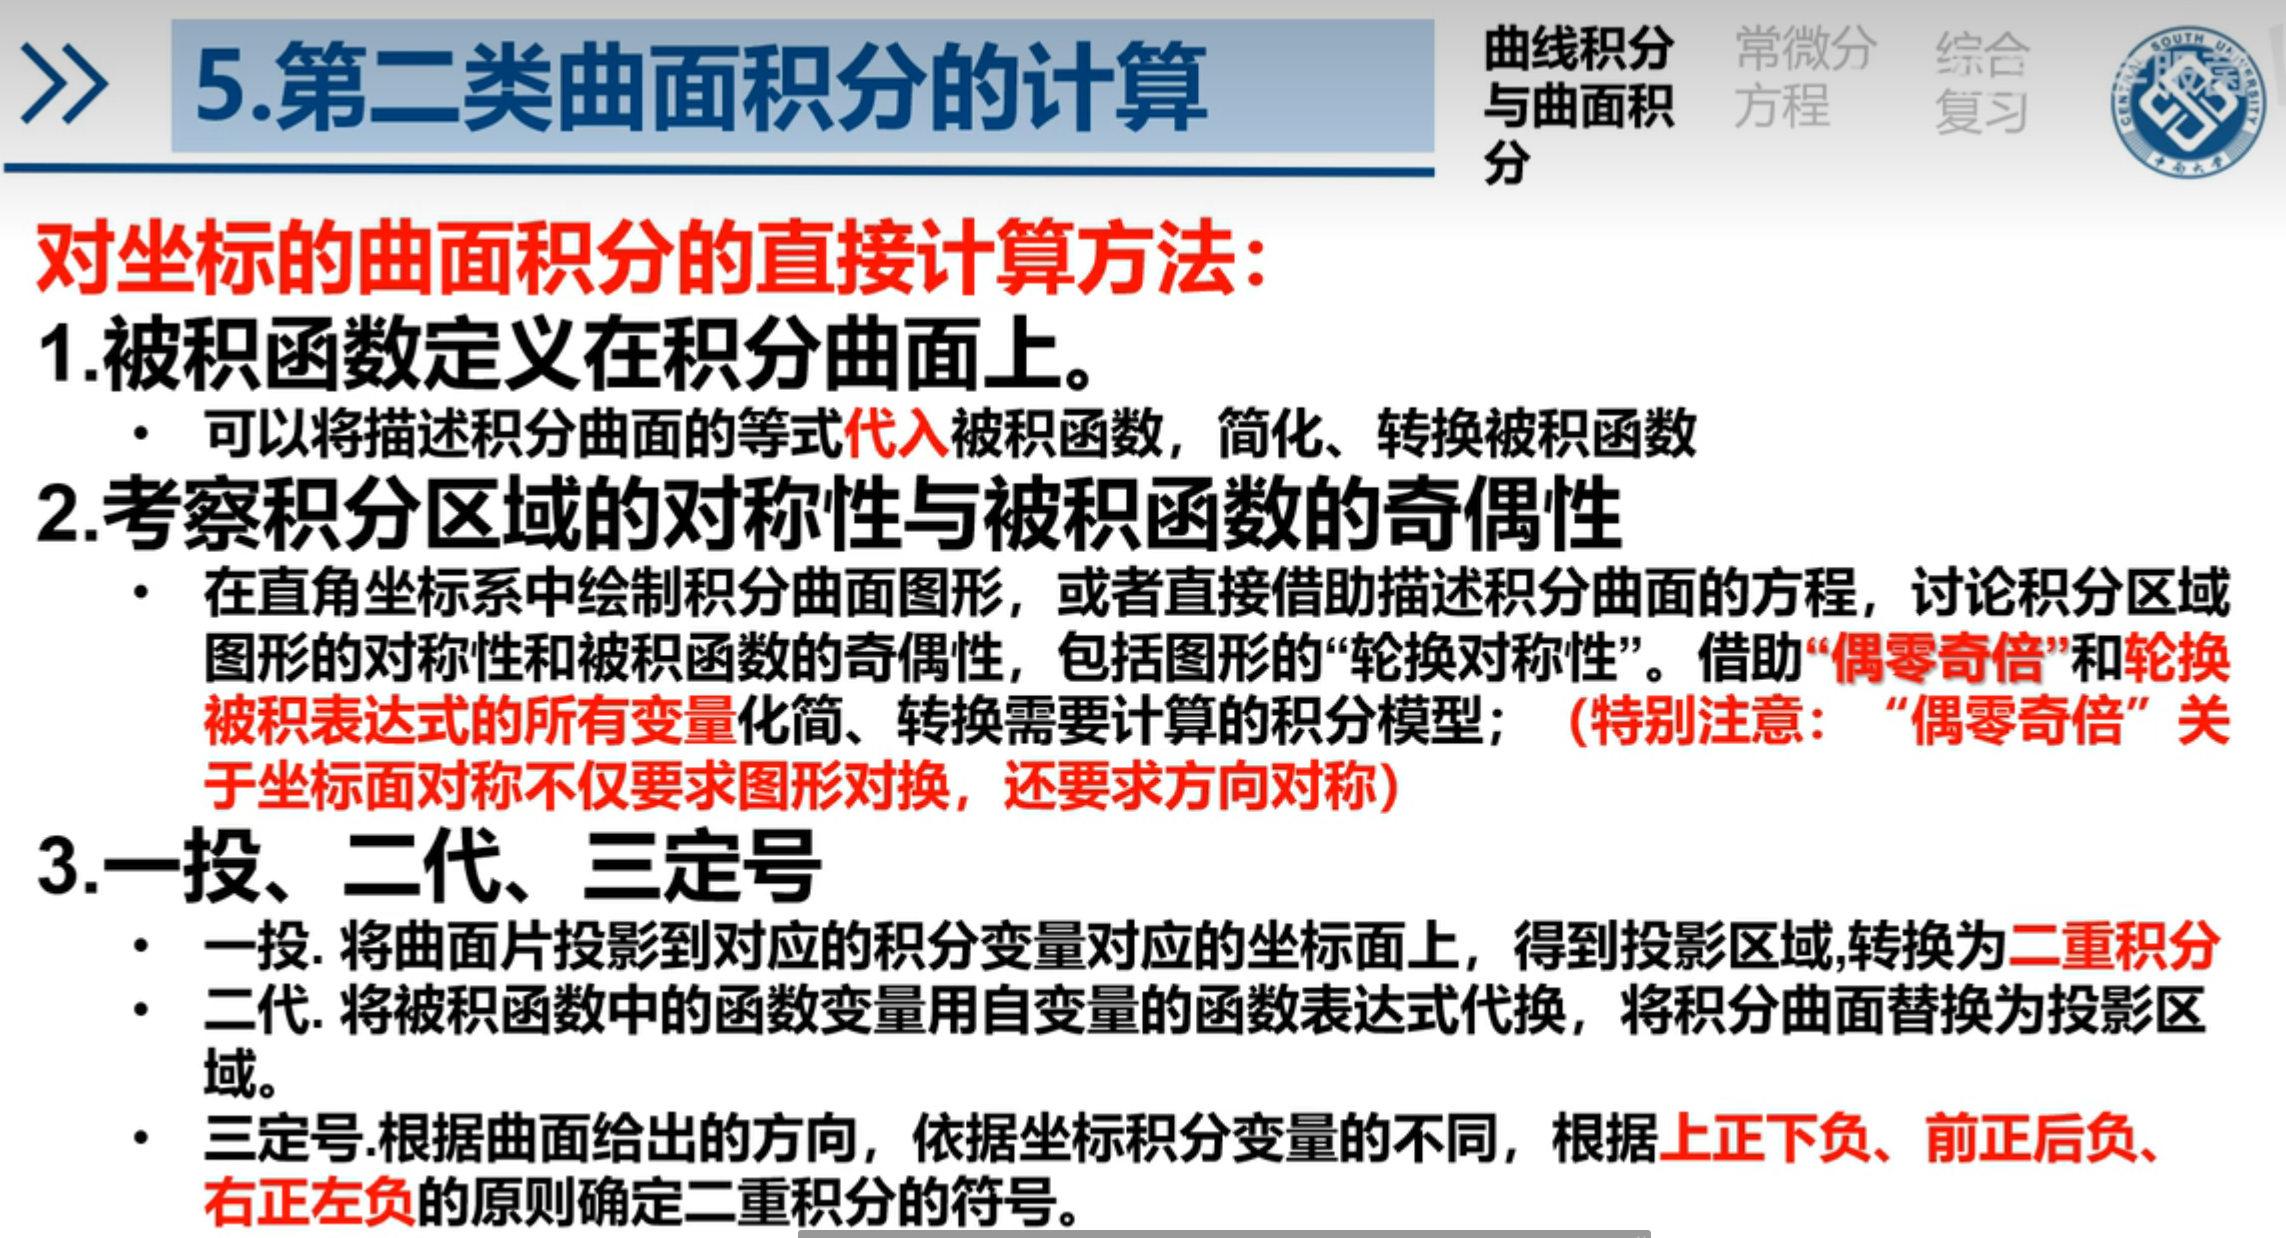 5.第二类曲面积分的计算
曲线积分
与曲面积
分
常微分
方程
综合
复习
中南大学
对坐标的曲面积分的直接计算方法：
1.被积函数定义在积分曲面上。
• 可以将描述积分曲面的等式代入被积函数，简化、转换被积函数
2.考察积分区域的对称性与被积函数的奇偶性
• 在直角坐标系中绘制积分曲面图形，或者直接借助描述积分曲面的方程，讨论积分区域
图形的对称性和被积函数的奇偶性，包括图形的“轮换对称性”。借助“偶零奇倍”和轮换
被积表达式的所有变量化简、转换需要计算的积分模型；（特别注意：“偶零奇倍”关
于坐标面对称不仅要求图形对换，还要求方向对称）
3.一投、二代、三定号
• 一投. 将曲面片投影到对应的积分变量对应的坐标面上，得到投影区域,转换为二重积分
• 二代. 将被积函数中的函数变量用自变量的函数表达式代换，将积分曲面替换为投影区
域。
• 三定号.根据曲面给出的方向，依据坐标积分变量的不同，根据上正下负、前正后负、
右正左负的原则确定二重积分的符号。